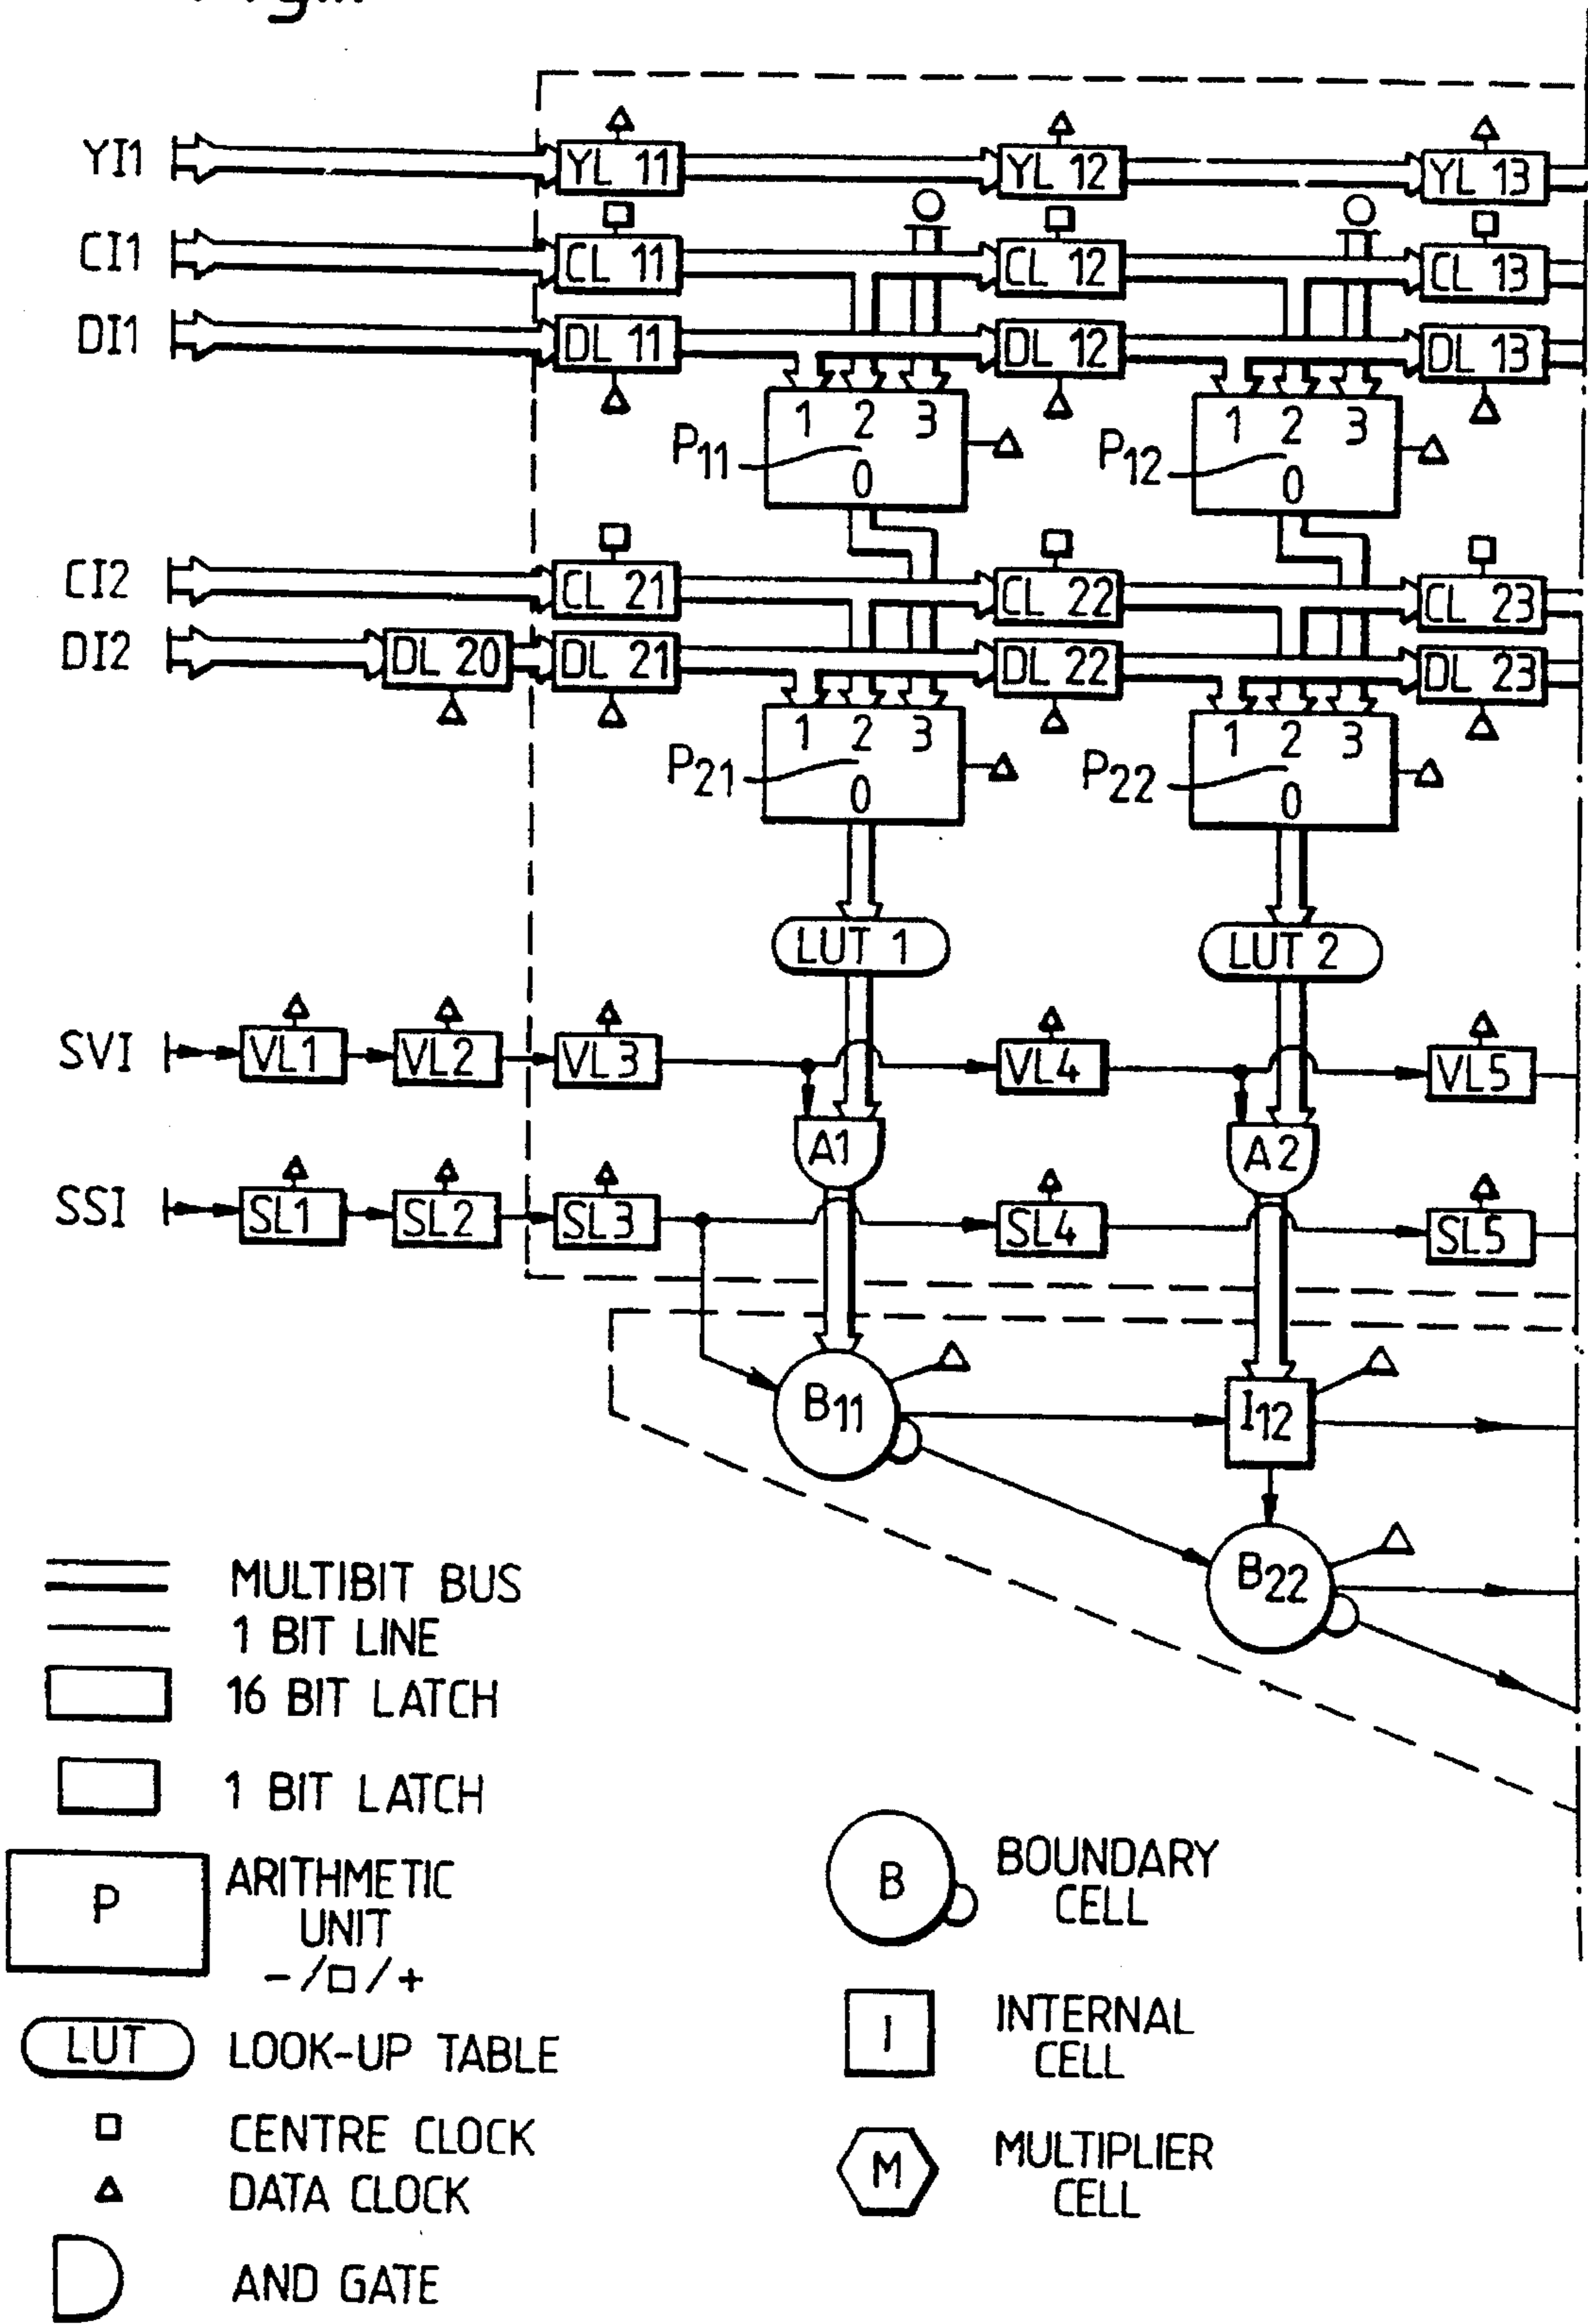 YI1
YL 11
YL 12
YL 13
CI1
CL 11
CL 12
CL 13
DI1
DL 11
DL 12
DL 13
P11
1 2 3
0
P12
1 2 3
0
CI2
CL 21
CL 22
CL 23
DI2
DL 20
DL 21
DL 22
DL 23
P21
1 2 3
0
P22
1 2 3
0
LUT 1
LUT 2
SVI
VL1
VL2
VL3
VL4
VL5
A1
A2
SSI
SL1
SL2
SL3
SL4
SL5
B11
I12
B22
MULTIBIT BUS
1 BIT LINE
16 BIT LATCH
1 BIT LATCH
P
ARITHMETIC
UNIT
-/□/+
LUT
LOOK-UP TABLE
CENTRE CLOCK
DATA CLOCK
AND GATE
B
BOUNDARY
CELL
I
INTERNAL
CELL
M
MULTIPLIER
CELL